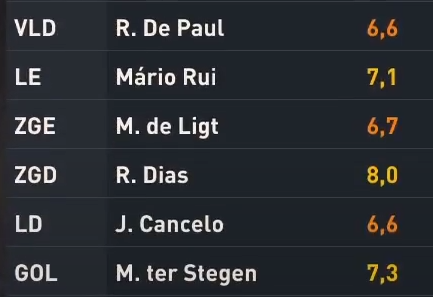 VLD R. De Paul 6,6
LE Mário Rui 7,1
ZGE M. de Ligt 6,7
ZGD R. Dias 8,0
LD J. Cancelo 6,6
GOL M. ter Stegen 7,3